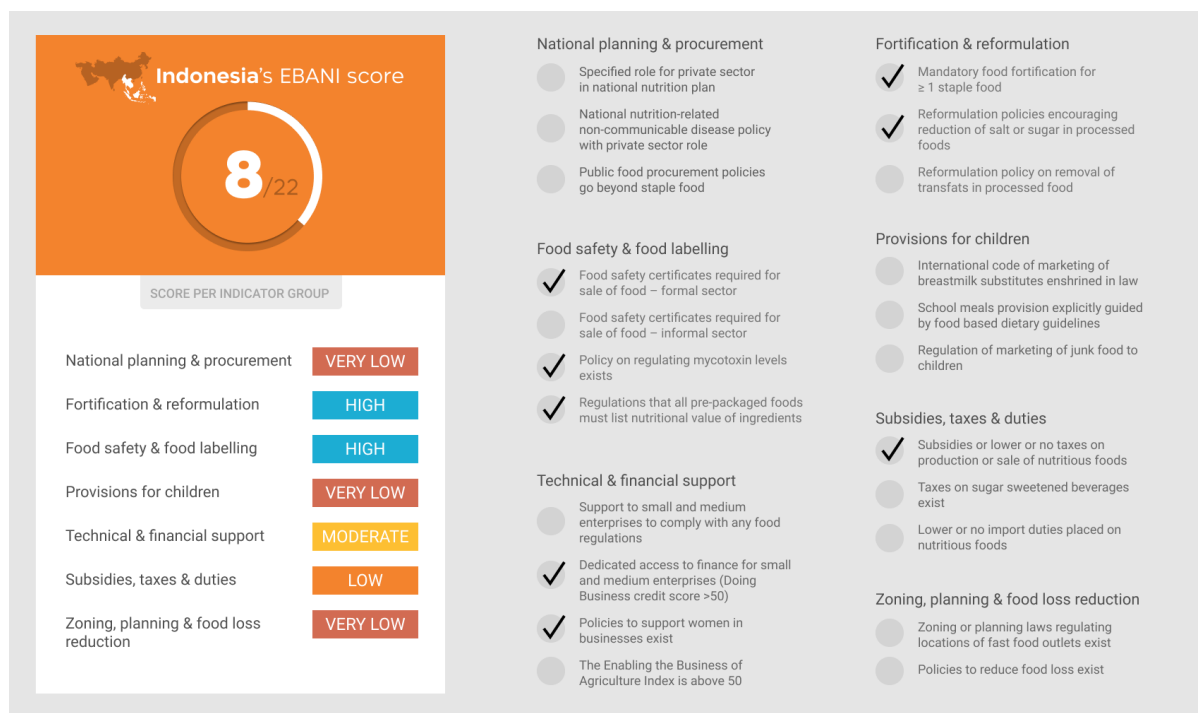 Indonesia's EBANI score
8/22
SCORE PER INDICATOR GROUP
National planning & procurement VERY LOW
Fortification & reformulation HIGH
Food safety & food labelling HIGH
Provisions for children VERY LOW
Technical & financial support MODERATE
Subsidies, taxes & duties LOW
Zoning, planning & food loss
reduction
VERY LOW
National planning & procurement
Specified role for private sector
in national nutrition plan
National nutrition-related
non-communicable disease policy
with private sector role
Public food procurement policies
go beyond staple food
Food safety & food labelling
Food safety certificates required for
sale of food – formal sector
Food safety certificates required for
sale of food – informal sector
Policy on regulating mycotoxin levels
exists
Regulations that all pre-packaged foods
must list nutritional value of ingredients
Technical & financial support
Support to small and medium
enterprises to comply with any food
regulations
Dedicated access to finance for small
and medium enterprises (Doing
Business credit score >50)
Policies to support women in
businesses exist
The Enabling the Business of
Agriculture Index is above 50
Fortification & reformulation
Mandatory food fortification for
≥ 1 staple food
Reformulation policies encouraging
reduction of salt or sugar in processed
foods
Reformulation policy on removal of
transfats in processed food
Provisions for children
International code of marketing of
breastmilk substitutes enshrined in law
School meals provision explicitly guided
by food based dietary guidelines
Regulation of marketing of junk food to
children
Subsidies, taxes & duties
Subsidies or lower or no taxes on
production or sale of nutritious foods
Taxes on sugar sweetened beverages
exist
Lower or no import duties placed on
nutritious foods
Zoning, planning & food loss reduction
Zoning or planning laws regulating
locations of fast food outlets exist
Policies to reduce food loss exist